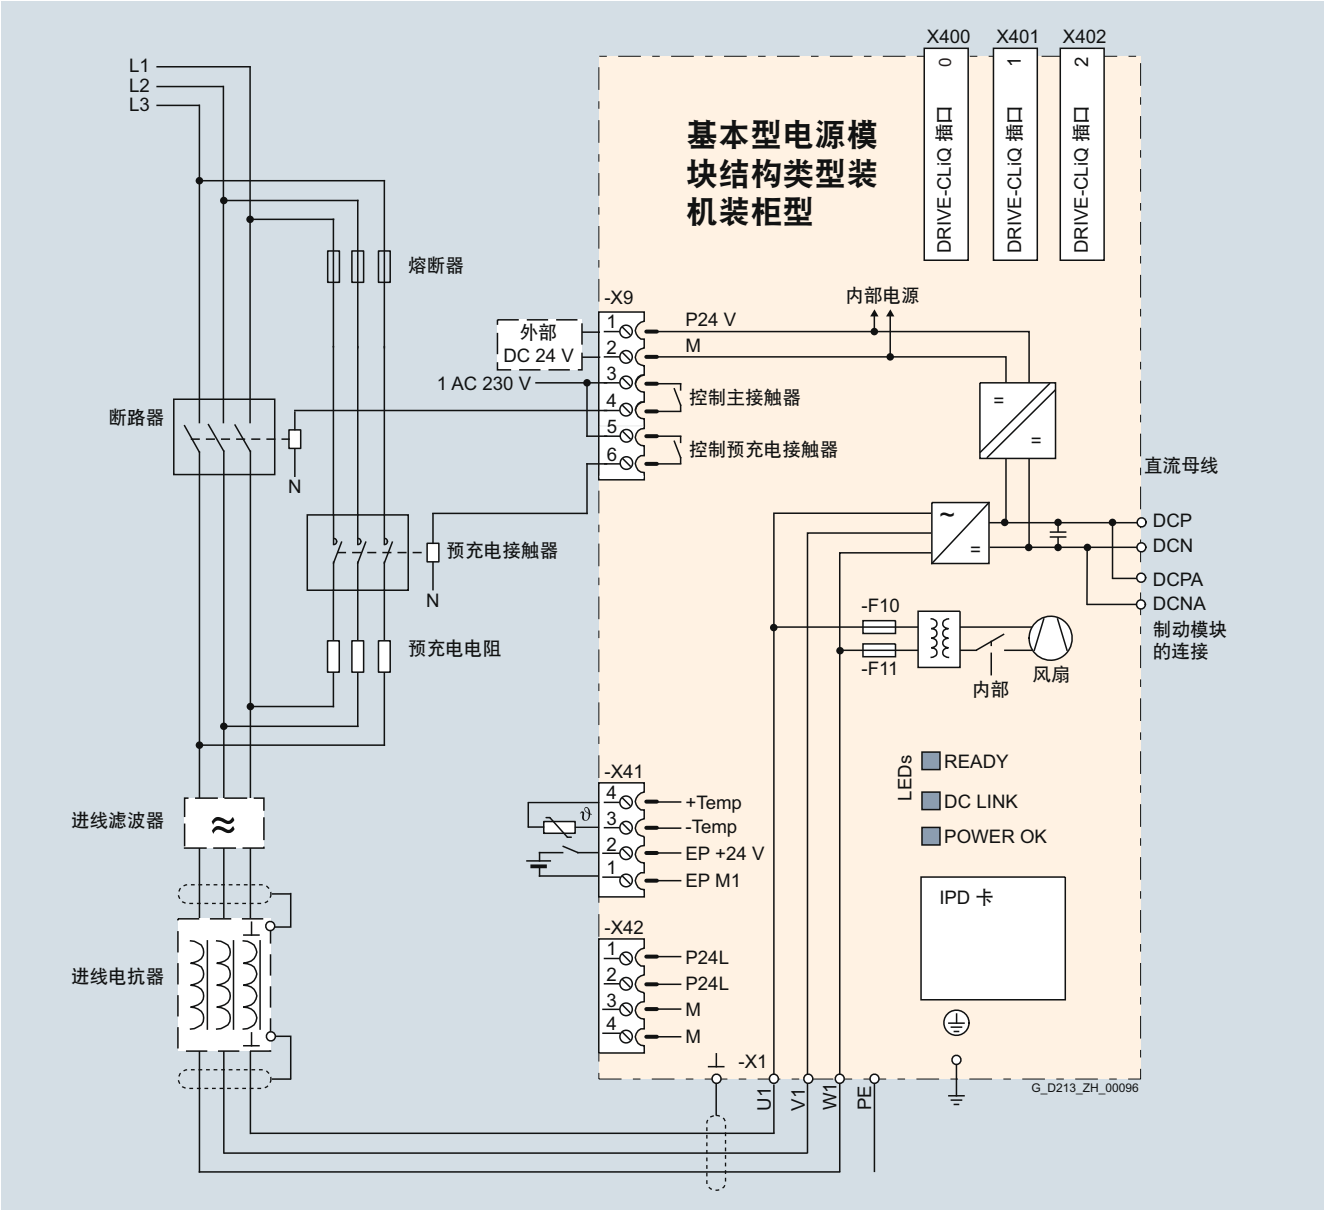 X400
X401
X402
0
1
2
DRIVE-CLiQ 插口
DRIVE-CLiQ 插口
DRIVE-CLiQ 插口
L1
L2
L3
基本型电源模
块结构类型装
机装柜型
熔断器
-X9
1
2
3
4
5
6
外部
DC 24 V
1 AC 230 V
P24 V
M
内部电源
控制主接触器
控制预充电接触器
=
=
断路器
N
直流母线
~
=
DCP
DCN
DCPA
DCNA
制动模块
的连接
预充电接触器
N
预充电电阻
-F10
-F11
内部
风扇
LEDs
READY
DC LINK
POWER OK
-X41
4
3
2
1
ϑ
+Temp
-Temp
EP +24 V
EP M1
进线滤波器
≈
IPD 卡
-X42
1
2
3
4
P24L
P24L
M
M
进线电抗器
-X1
U1
V1
W1
PE
G_D213_ZH_00096